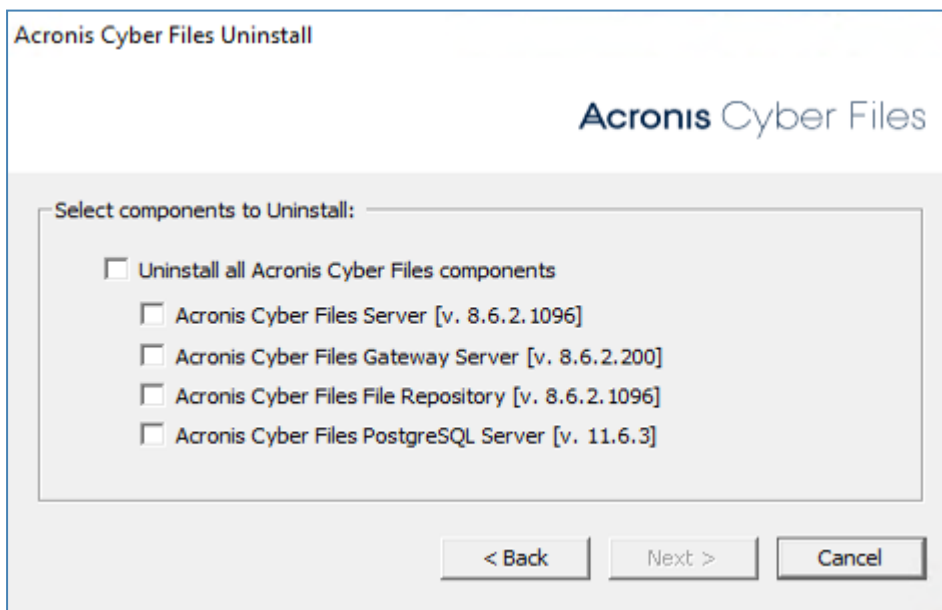 Acronis Cyber Files Uninstall
Acronis Cyber Files
Select components to Uninstall:
Uninstall all Acronis Cyber Files components
Acronis Cyber Files Server [v. 8.6.2.1096]
Acronis Cyber Files Gateway Server [v. 8.6.2.200]
Acronis Cyber Files File Repository [v. 8.6.2.1096]
Acronis Cyber Files PostgreSQL Server [v. 11.6.3]
< Back Next > Cancel